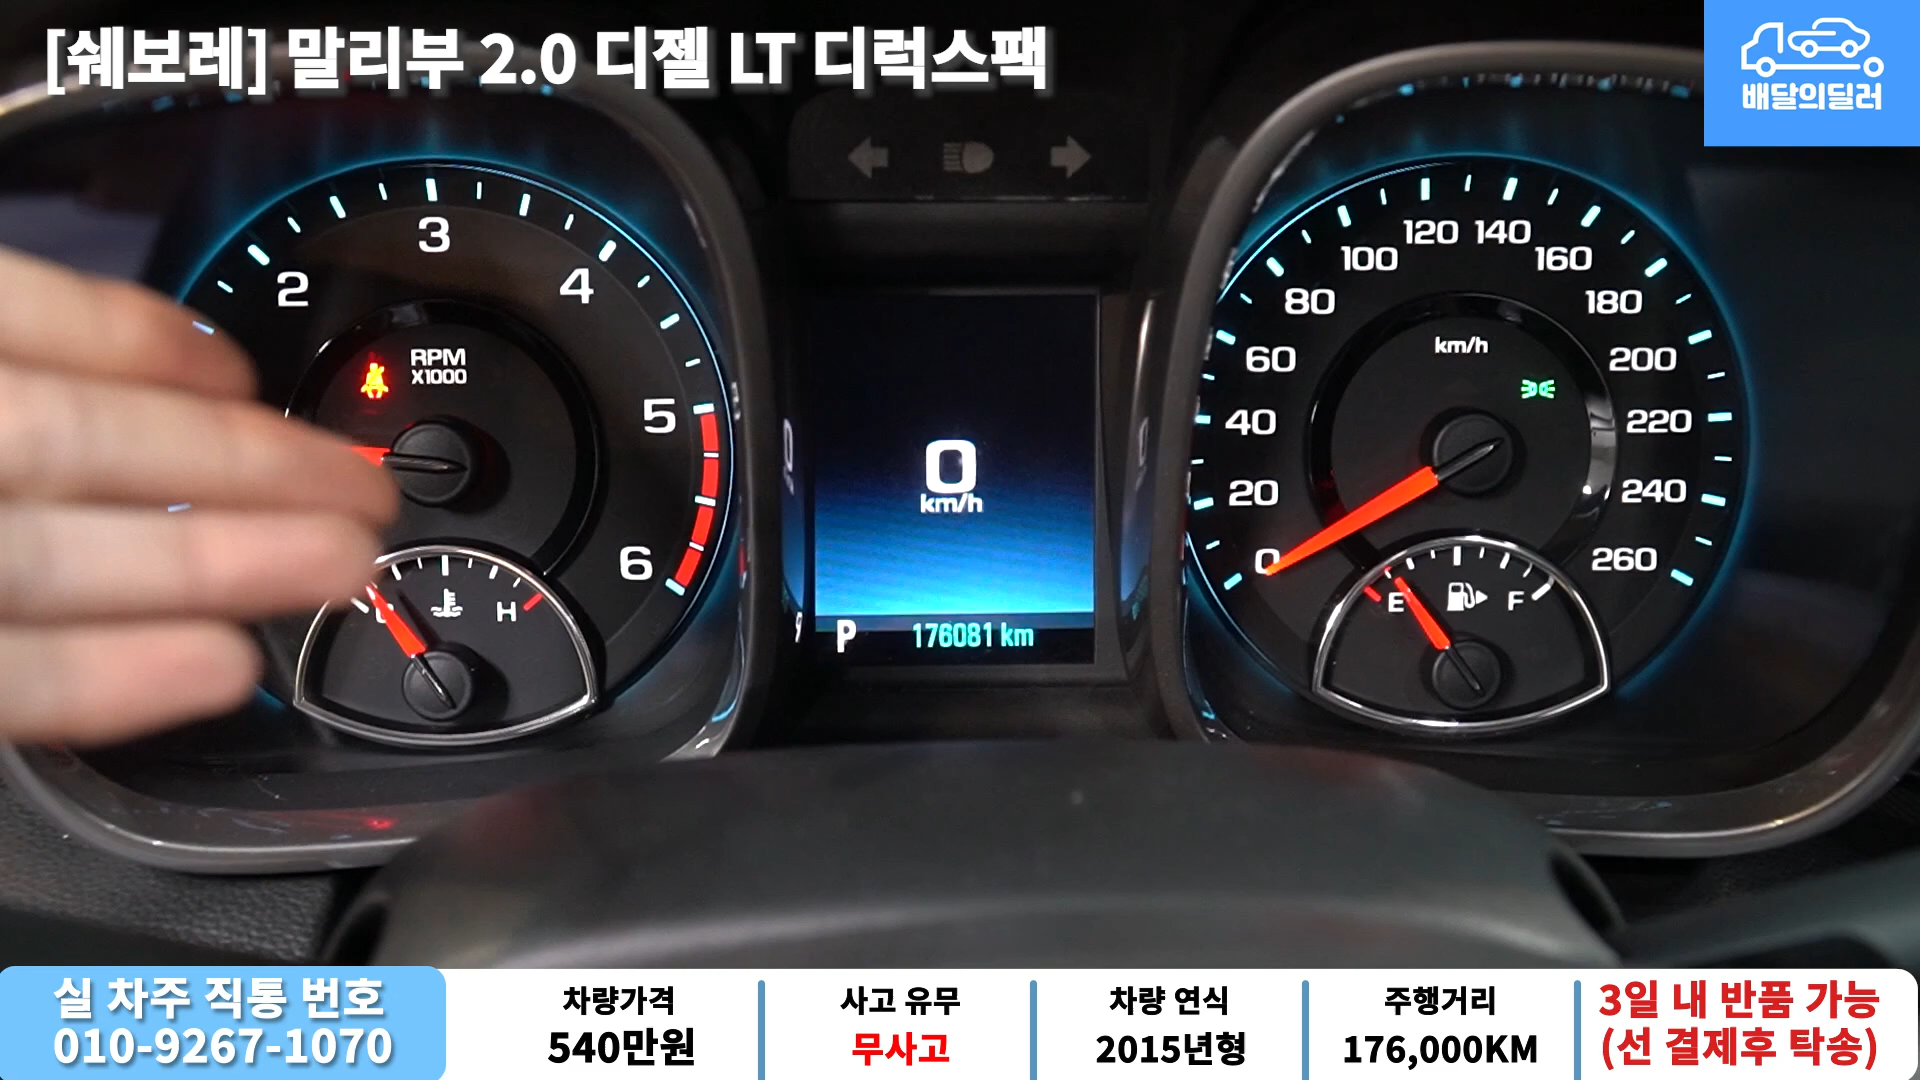 [쉐보레] 말리부 2.0 디젤 LT 디럭스팩
배달의딜러
2
3
4
5
6
RPM
X1000
H
0
km/h
P
176081 km
0
20
40
60
80
100
120
140
160
180
200
220
240
260
km/h
E
F
실 차주 직통 번호
010-9267-1070
차량가격
540만원
사고 유무
무사고
차량 연식
2015년형
주행거리
176,000KM
3일 내 반품 가능
(선 결제후 탁송)